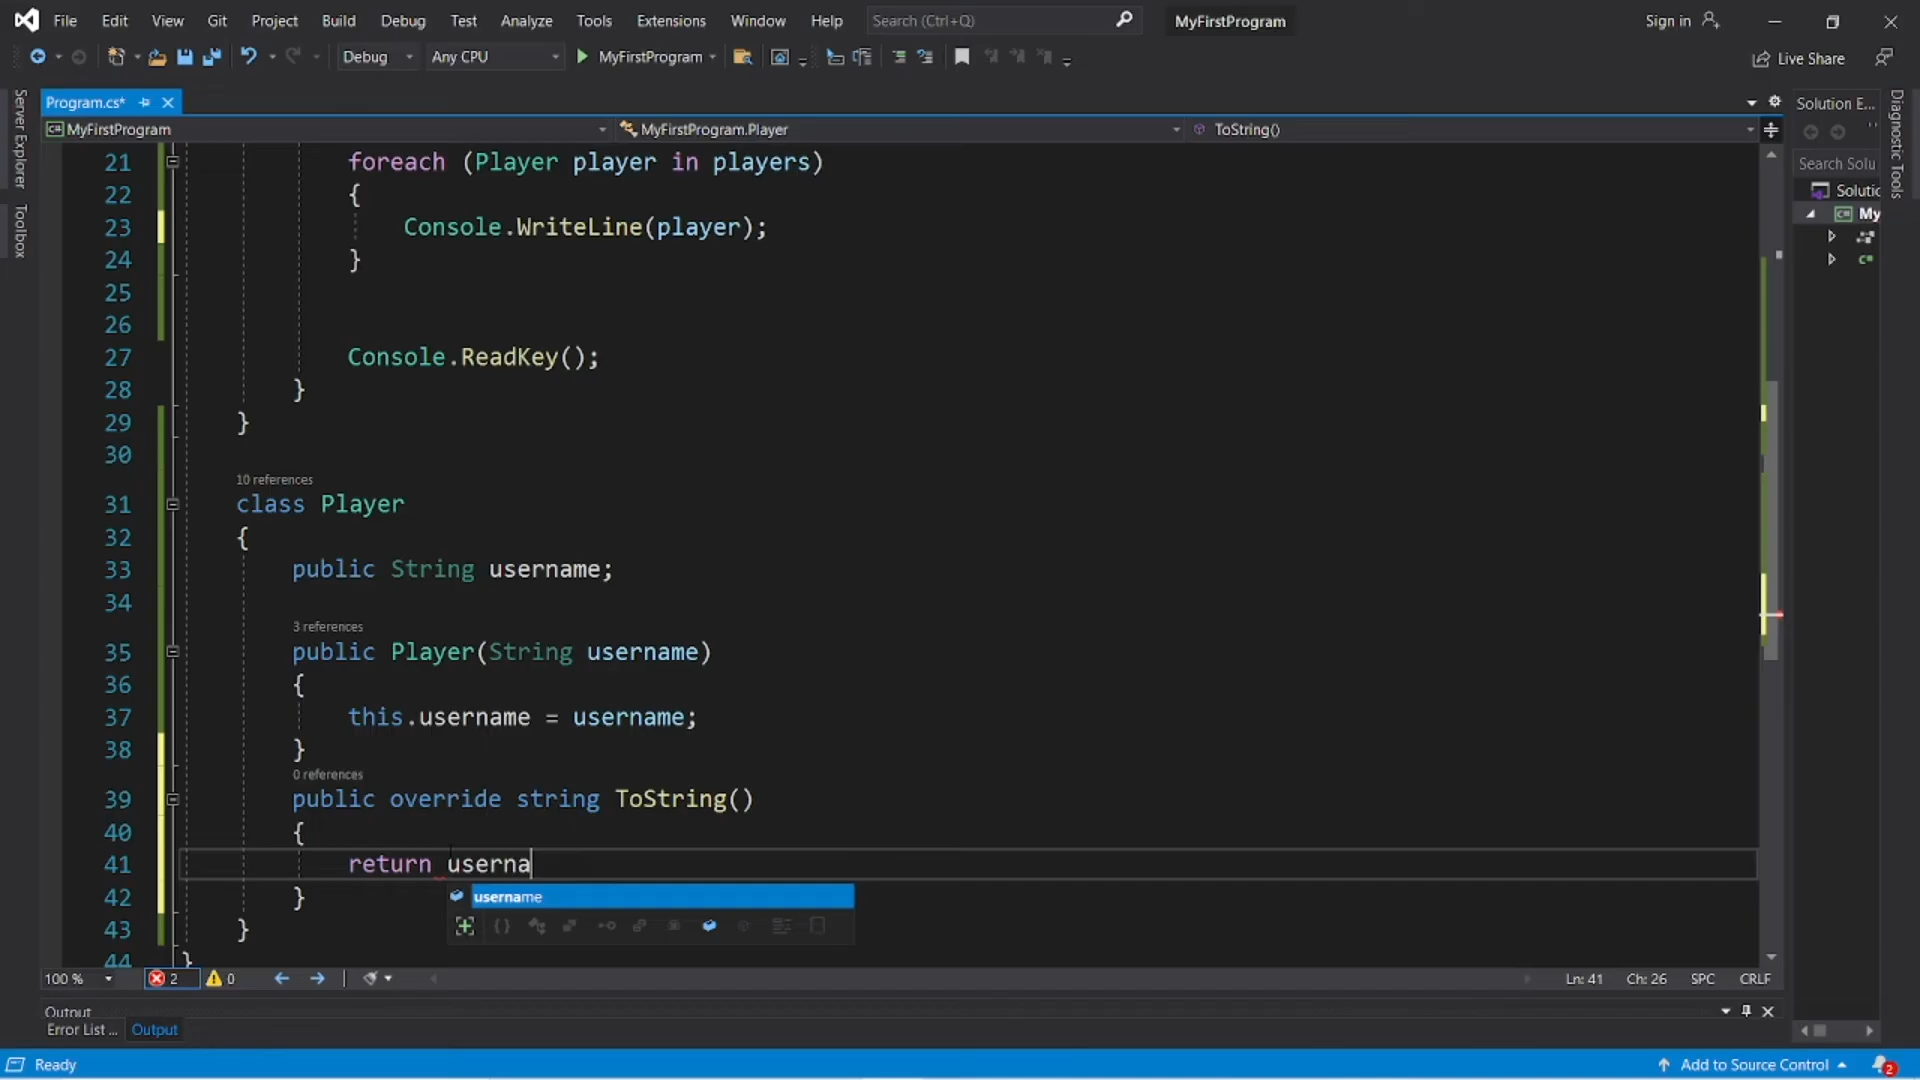 File Edit View Git Project Build Debug Test Analyze Tools Extensions Window Help Search (Ctrl+Q) MyFirstProgram Sign in
Debug Any CPU MyFirstProgram Live Share
Server Explorer
Toolbox
Program.cs*
MyFirstProgram MyFirstProgram.Player ToString()
21 foreach (Player player in players)
22 {
23 Console.WriteLine(player);
24 }
25
26
27 Console.ReadKey();
28 }
29 }
30
10 references
31 class Player
32 {
33 public String username;
34
3 references
35 public Player(String username)
36 {
37 this.username = username;
38 }
0 references
39 public override string ToString()
40 {
41 return userna
username
42 }
43 }
44 }
Solution E...
Search Solu
Solutio
My
Diagnostic Tools
100 % 2 0 Ln: 41 Ch: 26 SPC CRLF
Output
Error List ... Output
Ready Add to Source Control 2